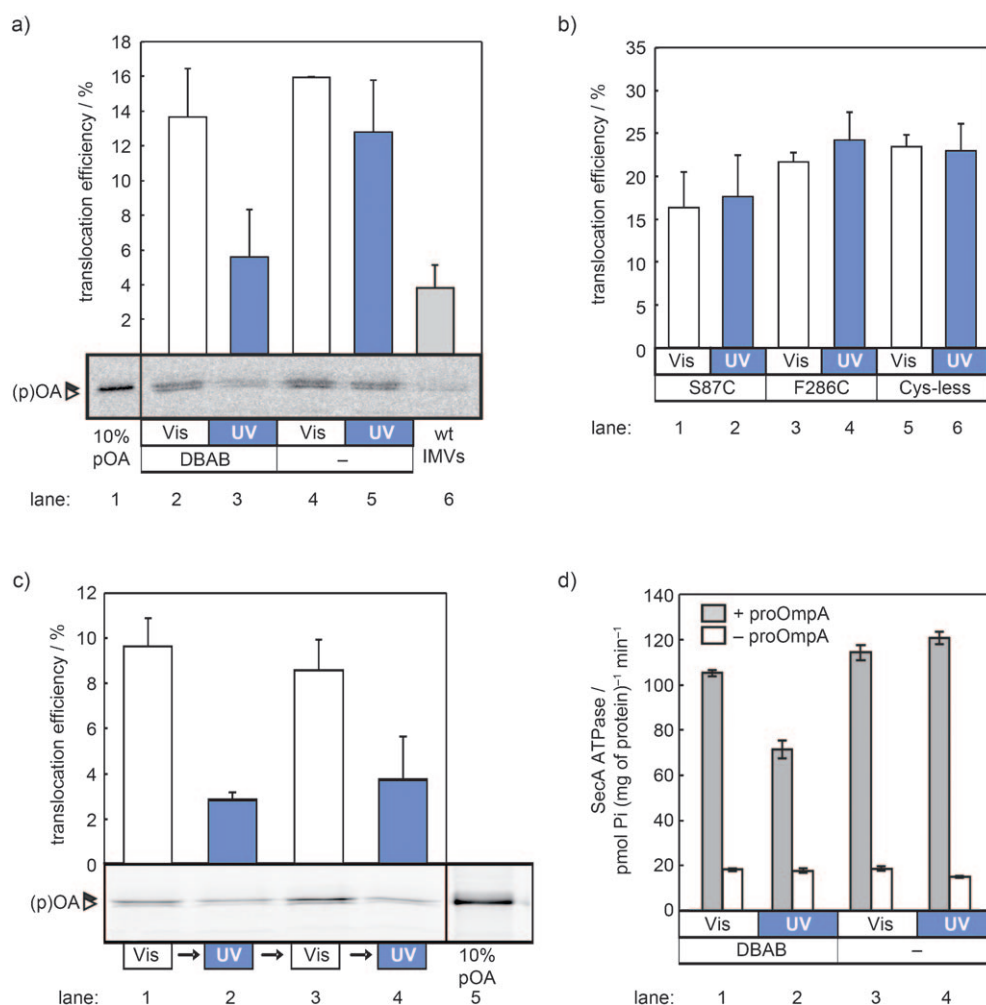 a)
translocation efficiency / %
18
16
14
12
10
8
6
4
2
(p)OA
10% pOA
Vis UV Vis UV wt IMVs
DBAB –
lane: 1 2 3 4 5 6
b)
translocation efficiency / %
35
30
25
20
15
10
5
0
Vis UV Vis UV Vis UV
S87C F286C Cys-less
lane: 1 2 3 4 5 6
c)
translocation efficiency / %
12
10
8
6
4
2
0
(p)OA
Vis → UV → Vis → UV 10% pOA
lane: 1 2 3 4 5
d)
SecA ATPase /
pmol Pi (mg of protein)⁻¹ min⁻¹
140
120
100
80
60
40
20
0
+ proOmpA
– proOmpA
Vis UV Vis UV
DBAB –
lane: 1 2 3 4